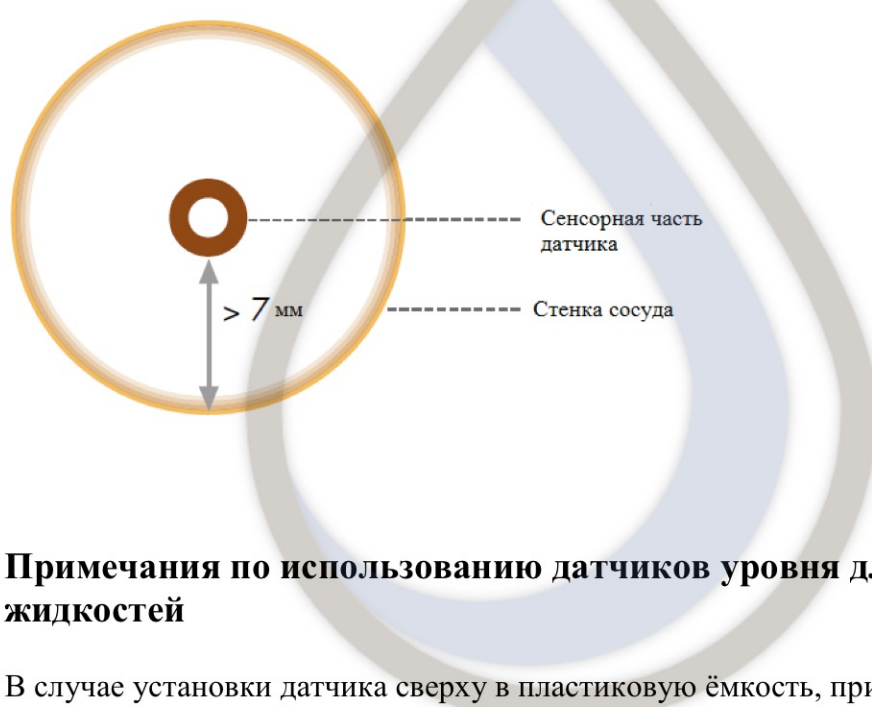 Сенсорная часть
датчика
> 7 мм
Стенка сосуда
Примечания по использованию датчиков уровня
жидкостей
В случае установки датчика сверху в пластиковую ёмкость, при